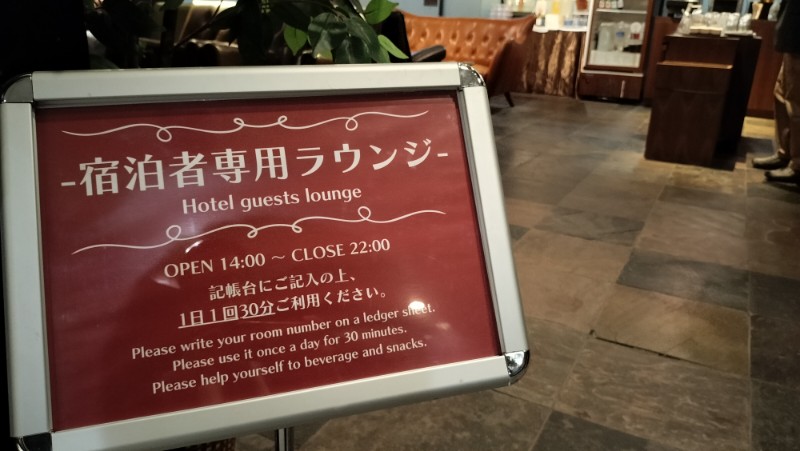 -宿泊者専用ラウンジ-
Hotel guests lounge
OPEN 14:00 ～ CLOSE 22:00
記帳台にご記入の上、
1日1回30分ご利用ください。
Please write your room number on a ledger sheet.
Please use it once a day for 30 minutes.
Please help yourself to beverage and snacks.